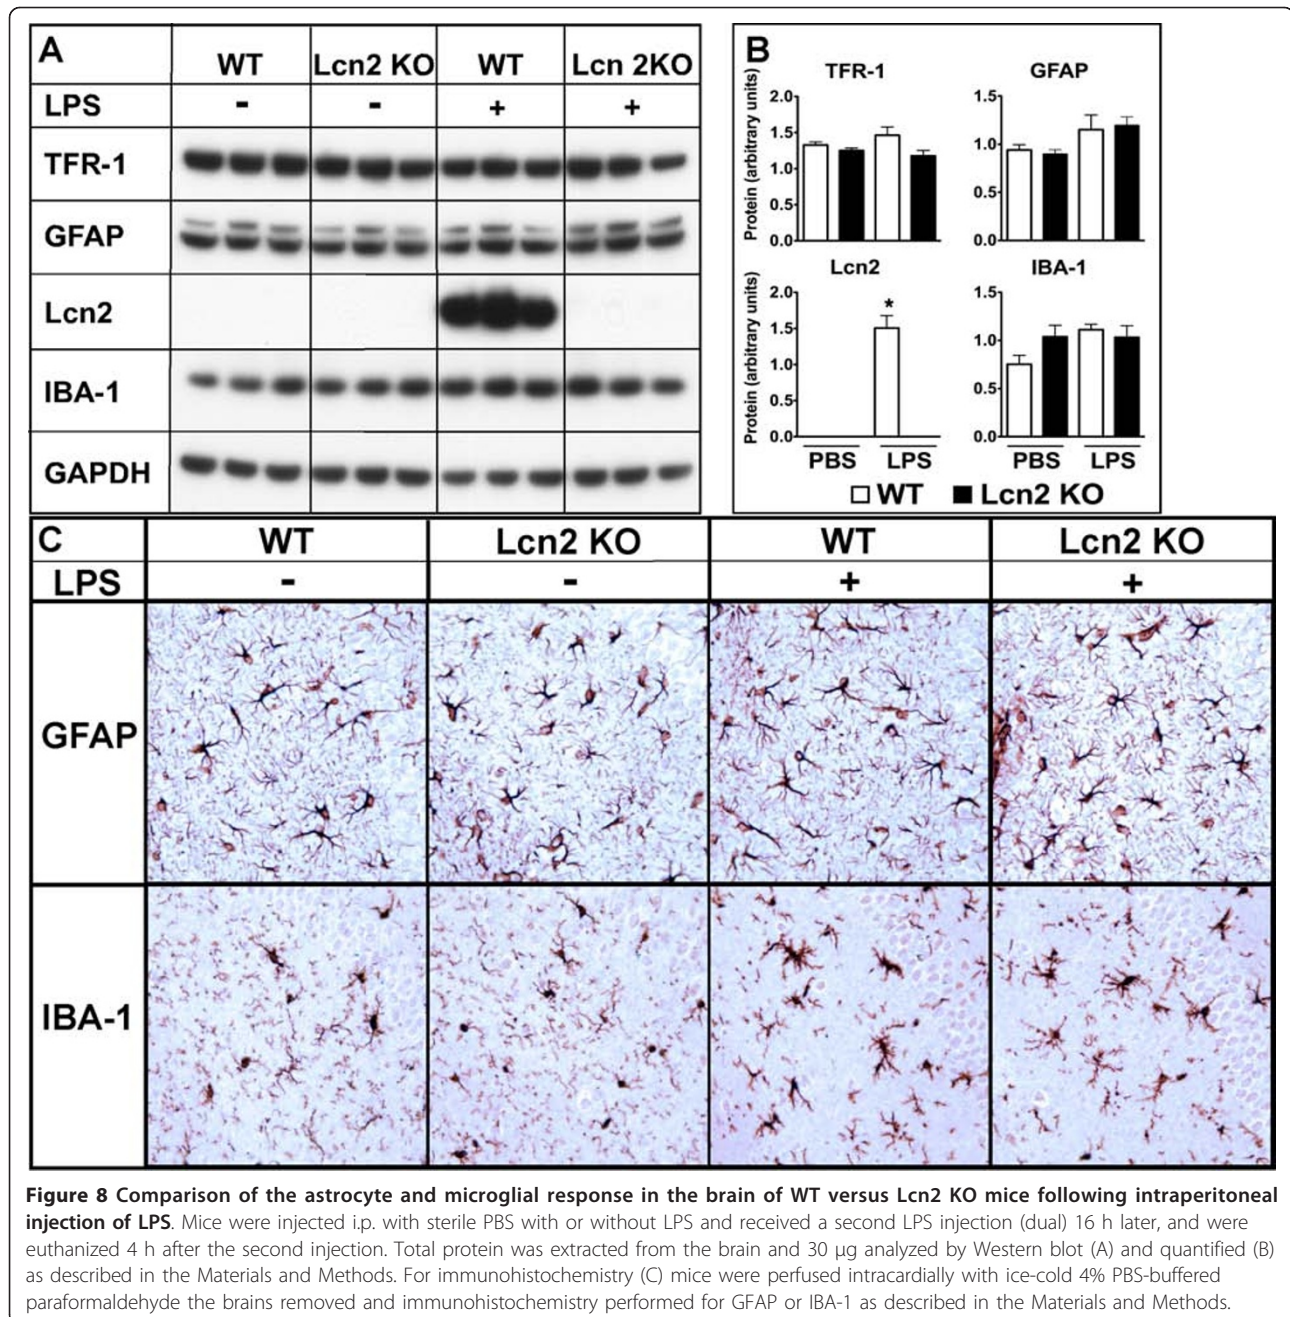 A
WT Lcn2 KO WT Lcn 2KO
LPS - - + +
TFR-1
GFAP
Lcn2
IBA-1
GAPDH
B
TFR-1
Protein (arbitrary units)
2.0
1.5
1.0
0.5
0.0
GFAP
1.5
1.0
0.5
0.0
Lcn2
Protein (arbitrary units)
2.0
1.5
1.0
0.5
0.0
*
PBS LPS
IBA-1
1.5
1.0
0.5
0.0
PBS LPS
WT Lcn2 KO
C WT Lcn2 KO WT Lcn2 KO
LPS - - + +
GFAP
IBA-1
Figure 8 Comparison of the astrocyte and microglial response in the brain of WT versus Lcn2 KO mice following intraperitoneal
injection of LPS. Mice were injected i.p. with sterile PBS with or without LPS and received a second LPS injection (dual) 16 h later, and were
euthanized 4 h after the second injection. Total protein was extracted from the brain and 30 μg analyzed by Western blot (A) and quantified (B)
as described in the Materials and Methods. For immunohistochemistry (C) mice were perfused intracardially with ice-cold 4% PBS-buffered
paraformaldehyde the brains removed and immunohistochemistry performed for GFAP or IBA-1 as described in the Materials and Methods.